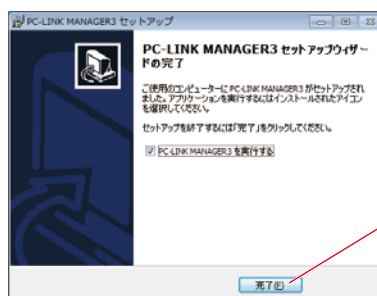 PC-LINK MANAGER3 セットアップ
PC-LINK MANAGER3 セットアップウィザー
ドの完了
ご使用のコンピューターに PC-LINK MANAGER3 がセットアップされ
ました。アプリケーションを実行するにはインストールされたアイコン
を選択してください。
セットアップを終了するには「完了」をクリックしてください。
PC-LINK MANAGER3 を実行する
完了(F)